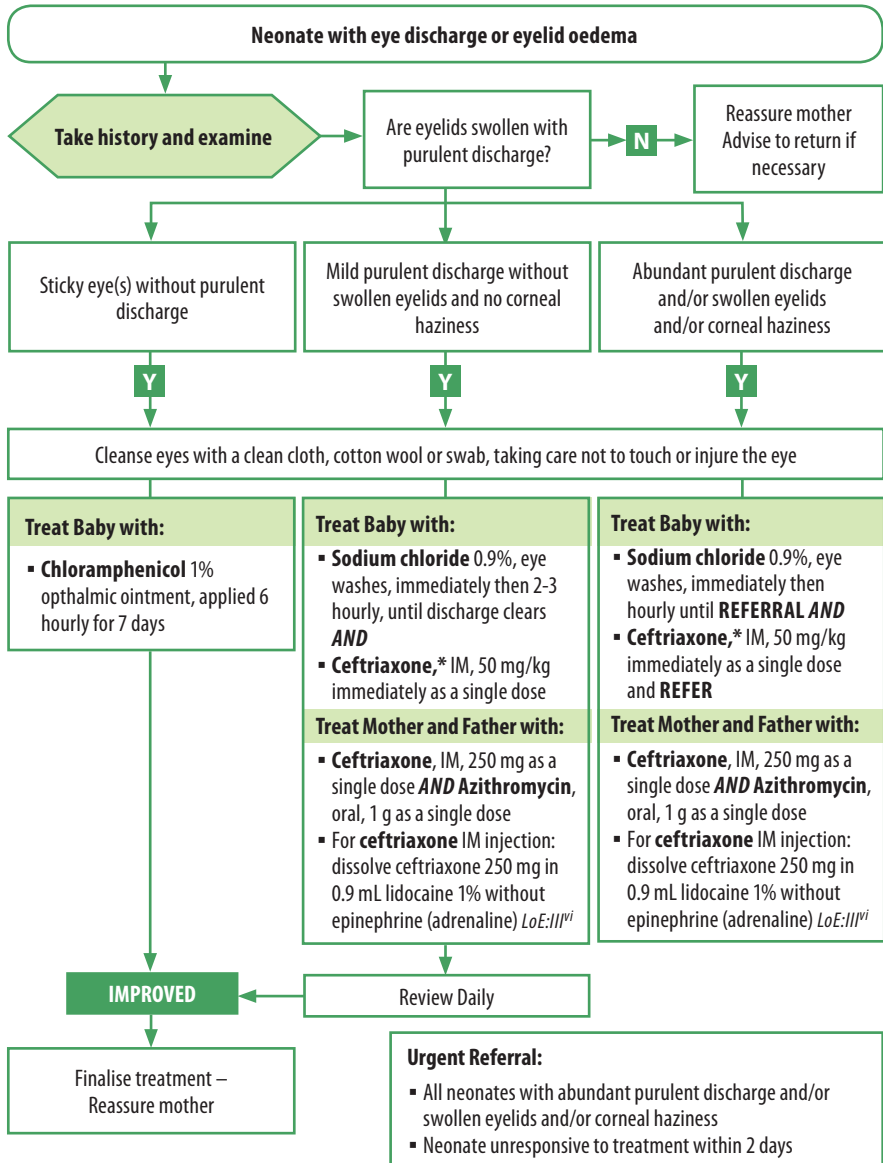 Neonate with eye discharge or eyelid oedema
Take history and examine
Are eyelids swollen with
purulent discharge?
N
Reassure mother
Advise to return if
necessary
Sticky eye(s) without purulent
discharge
Mild purulent discharge without
swollen eyelids and no corneal
haziness
Abundant purulent discharge
and/or swollen eyelids
and/or corneal haziness
Y
Y
Y
Cleanse eyes with a clean cloth, cotton wool or swab, taking care not to touch or injure the eye
Treat Baby with:
▪ Chloramphenicol 1%
opthalmic ointment, applied 6
hourly for 7 days
Treat Baby with:
▪ Sodium chloride 0.9%, eye
washes, immediately then 2-3
hourly, until discharge clears
AND
▪ Ceftriaxone,* IM, 50 mg/kg
immediately as a single dose
Treat Mother and Father with:
▪ Ceftriaxone, IM, 250 mg as a
single dose AND Azithromycin,
oral, 1 g as a single dose
▪ For ceftriaxone IM injection:
dissolve ceftriaxone 250 mg in
0.9 mL lidocaine 1% without
epinephrine (adrenaline) LoE:III^vi
Treat Baby with:
▪ Sodium chloride 0.9%, eye
washes, immediately then
hourly until REFERRAL AND
▪ Ceftriaxone,* IM, 50 mg/kg
immediately as a single dose
and REFER
Treat Mother and Father with:
▪ Ceftriaxone, IM, 250 mg as a
single dose AND Azithromycin,
oral, 1 g as a single dose
▪ For ceftriaxone IM injection:
dissolve ceftriaxone 250 mg in
0.9 mL lidocaine 1% without
epinephrine (adrenaline) LoE:III^vi
IMPROVED
Review Daily
Finalise treatment –
Reassure mother
Urgent Referral:
▪ All neonates with abundant purulent discharge and/or
swollen eyelids and/or corneal haziness
▪ Neonate unresponsive to treatment within 2 days